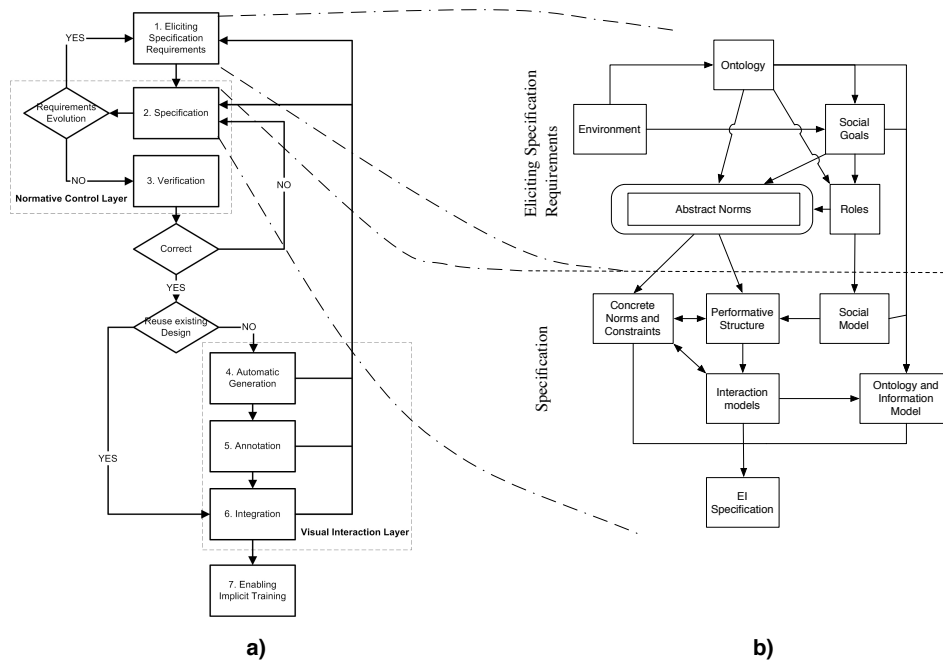 1. Eliciting
Specification
Requirements
YES
Requirements
Evolution
2. Specification
NO
3. Verification
Normative Control Layer
NO
Correct
YES
Reuse existing
Design
NO
4. Automatic
Generation
5. Annotation
YES
6. Integration
Visual Interaction Layer
7. Enabling
Implicit Training
a)
Eliciting Specification
Requirements
Ontology
Environment
Social
Goals
Abstract Norms
Roles
Specification
Concrete
Norms and
Constraints
Performative
Structure
Social
Model
Interaction
models
Ontology and
Information
Model
EI
Specification
b)